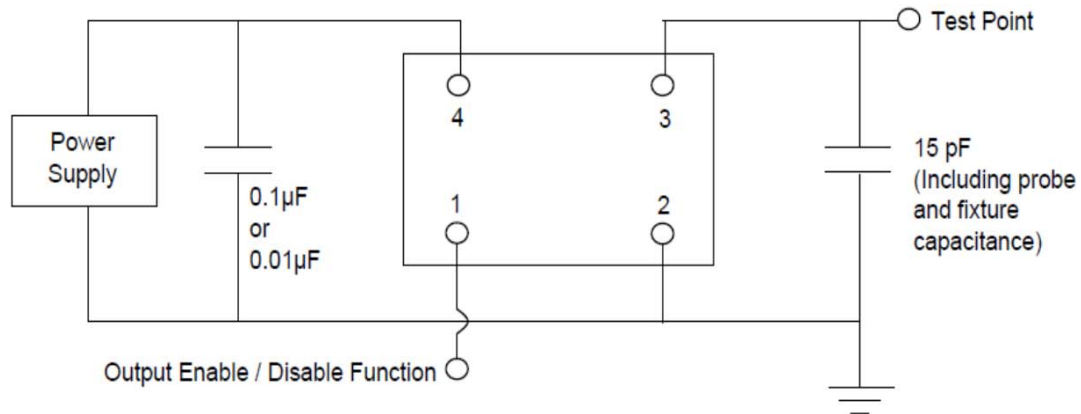 Test Point
4
3
Power
Supply
15 pF
(Including probe
and fixture
capacitance)
0.1µF
or
0.01µF
1
2
Output Enable / Disable Function